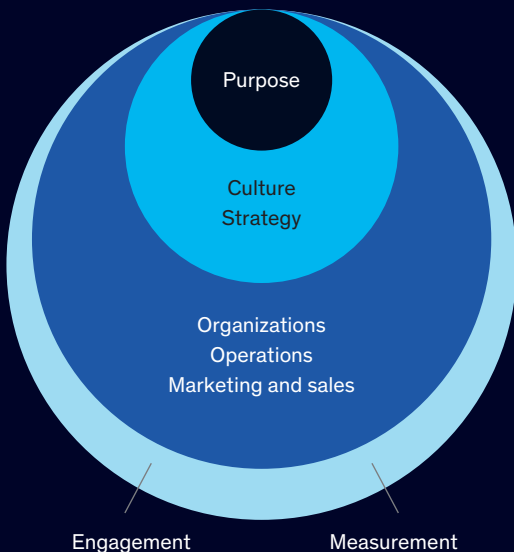 Purpose
Culture
Strategy
Organizations
Operations
Marketing and sales
Engagement
Measurement